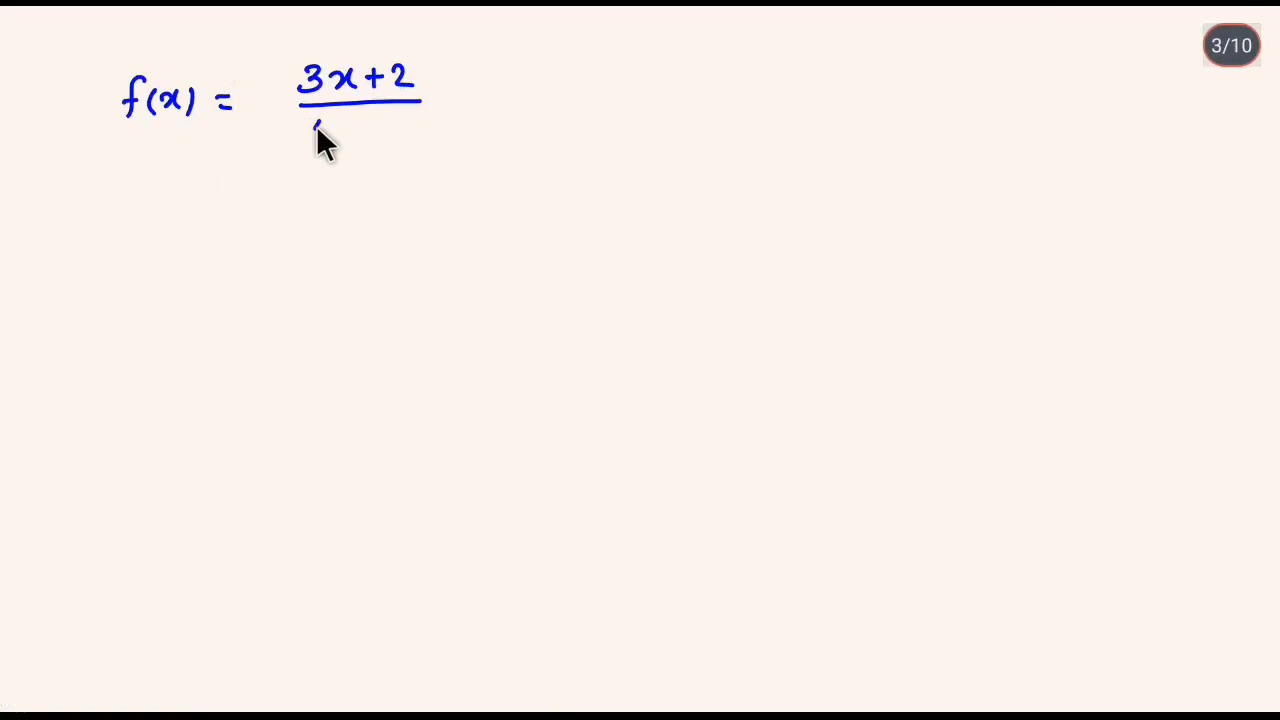 3/10
f(x) = (3x+2)/